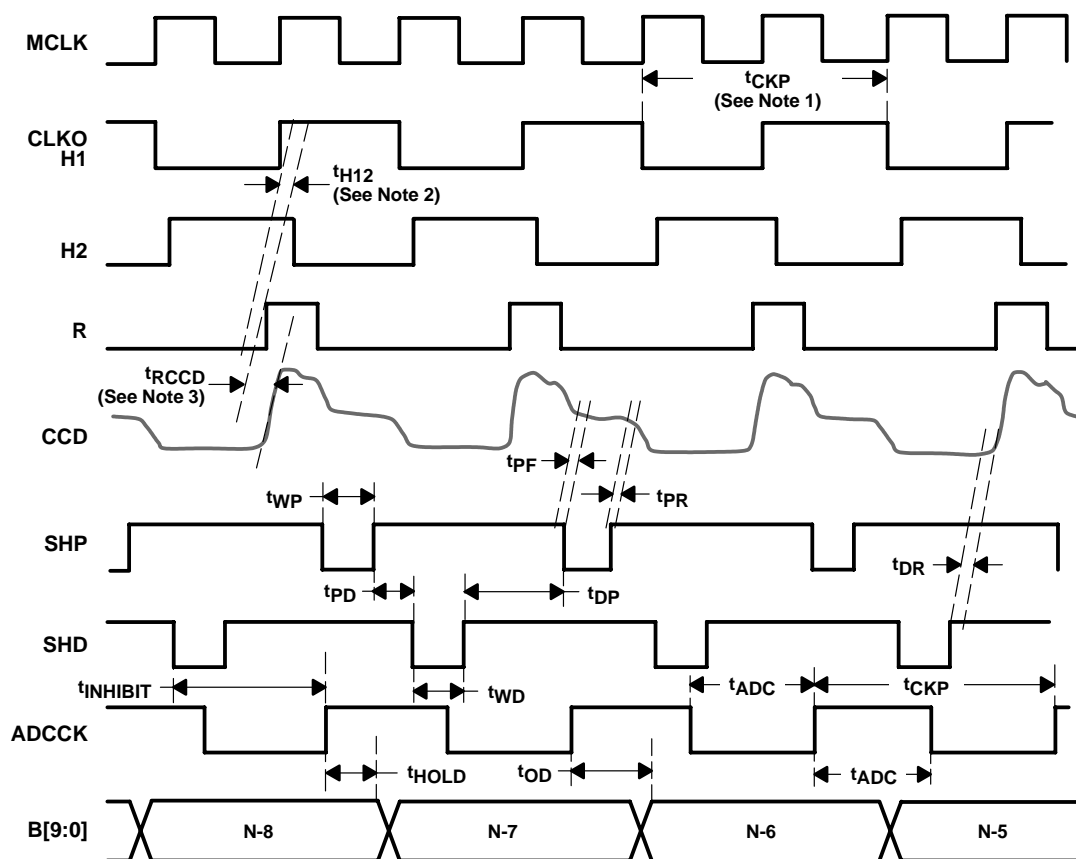 MCLK
tCKP
(See Note 1)
CLKO
H1
tH12
(See Note 2)
H2
R
tRCCD
(See Note 3)
CCD
tPF
tWP
tPR
SHP
tDR
tPD
tDP
SHD
tINHIBIT
tWD
tADC
tCKP
ADCCK
tHOLD
tOD
tADC
B[9:0]
N-8
N-7
N-6
N-5